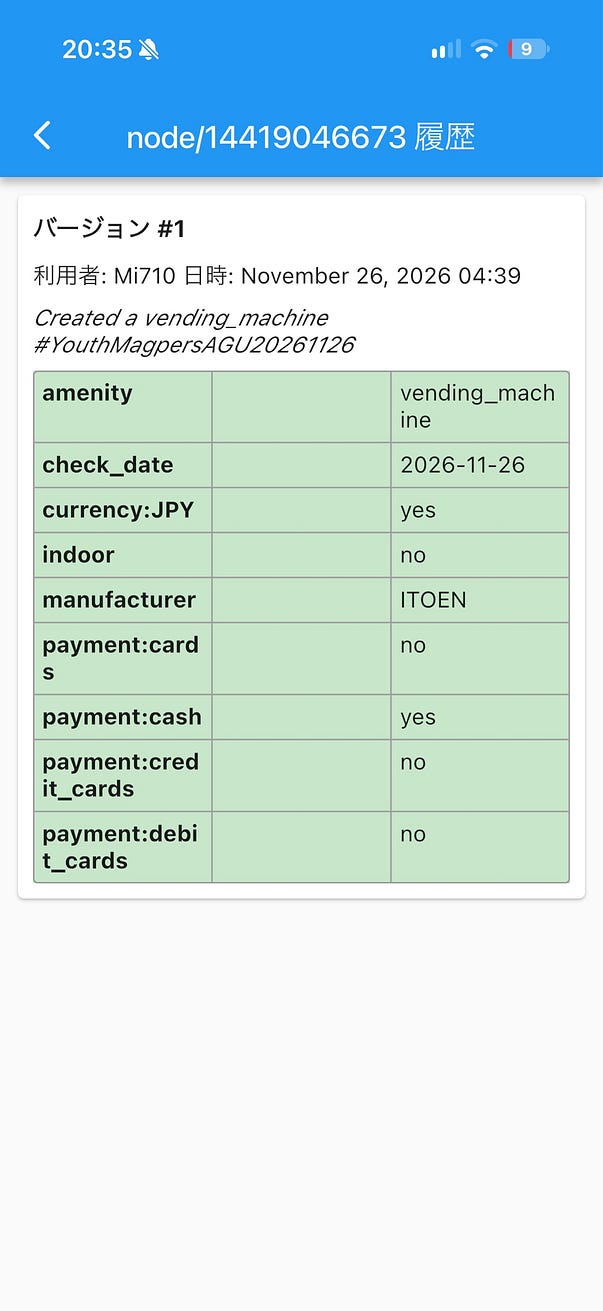 20:35
9
node/14419046673 履歴
バージョン #1
利用者: Mi710 日時: November 26, 2026 04:39
Created a vending_machine
#YouthMagpersAGU20261126
amenity vending_mach
ine
check_date 2026-11-26
currency:JPY yes
indoor no
manufacturer ITOEN
payment:card no
s
payment:cash yes
payment:cred no
it_cards
payment:debi no
t_cards